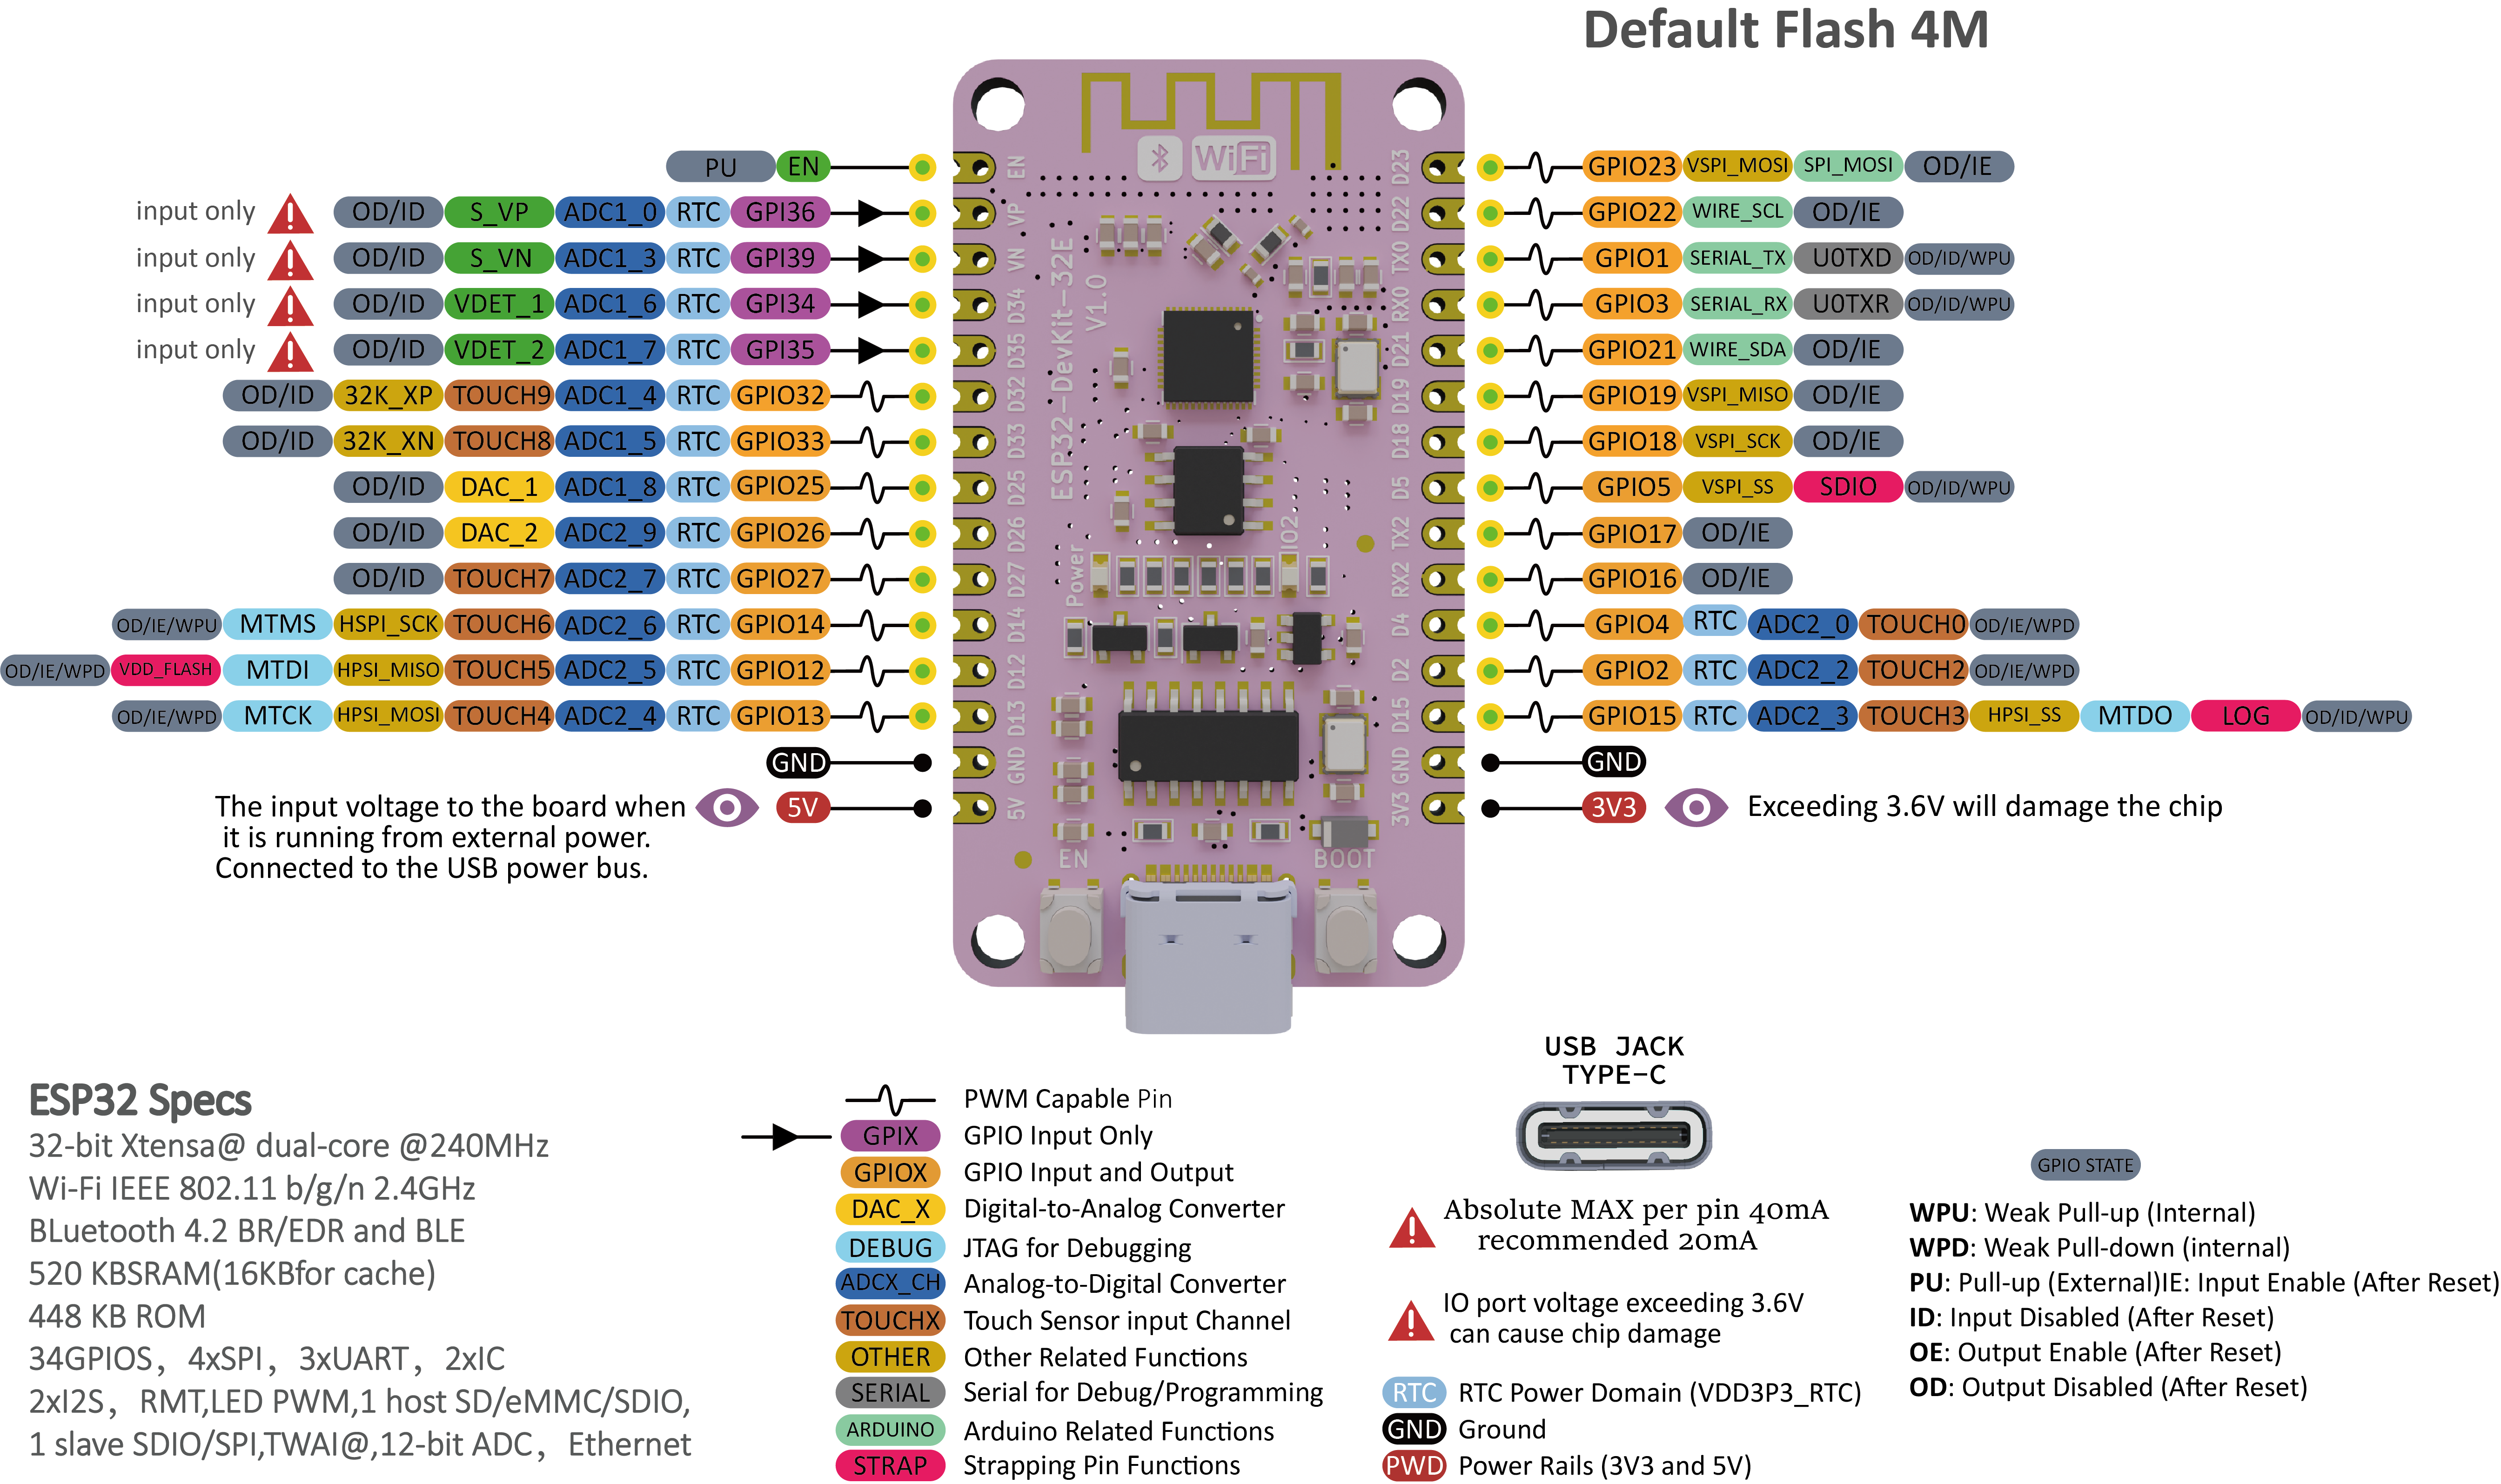 Default Flash 4M
PU EN
input only OD/ID S_VP ADC1_0 RTC GPI36
input only OD/ID S_VN ADC1_3 RTC GPI39
input only OD/ID VDET_1 ADC1_6 RTC GPI34
input only OD/ID VDET_2 ADC1_7 RTC GPI35
OD/ID 32K_XP TOUCH9 ADC1_4 RTC GPIO32
OD/ID 32K_XN TOUCH8 ADC1_5 RTC GPIO33
OD/ID DAC_1 ADC1_8 RTC GPIO25
OD/ID DAC_2 ADC2_9 RTC GPIO26
OD/ID TOUCH7 ADC2_7 RTC GPIO27
OD/IE/WPU MTMS HSPI_SCK TOUCH6 ADC2_6 RTC GPIO14
OD/IE/WPD VDD_FLASH MTDI HPSI_MISO TOUCH5 ADC2_5 RTC GPIO12
OD/IE/WPD MTCK HPSI_MOSI TOUCH4 ADC2_4 RTC GPIO13
GND
5V
The input voltage to the board when
it is running from external power.
Connected to the USB power bus.
EN
VP
VN
D34
D35
D32
D33
D25
D26
D27
D14
D12
D13
GND
5V
WiFi
ESP32-DevKit-32E
V1.0
Power
IO2
EN
BOOT
D23
D22
TX0
RX0
D21
D19
D18
D5
TX2
RX2
D4
D2
D15
GND
3V3
GPIO23 VSPI_MOSI SPI_MOSI OD/IE
GPIO22 WIRE_SCL OD/IE
GPIO1 SERIAL_TX U0TXD OD/ID/WPU
GPIO3 SERIAL_RX U0TXR OD/ID/WPU
GPIO21 WIRE_SDA OD/IE
GPIO19 VSPI_MISO OD/IE
GPIO18 VSPI_SCK OD/IE
GPIO5 VSPI_SS SDIO OD/ID/WPU
GPIO17 OD/IE
GPIO16 OD/IE
GPIO4 RTC ADC2_0 TOUCH0 OD/IE/WPD
GPIO2 RTC ADC2_2 TOUCH2 OD/IE/WPD
GPIO15 RTC ADC2_3 TOUCH3 HPSI_SS MTDO LOG OD/ID/WPU
GND
3V3 Exceeding 3.6V will damage the chip
ESP32 Specs
32-bit Xtensa@ dual-core @240MHz
Wi-Fi IEEE 802.11 b/g/n 2.4GHz
BLuetooth 4.2 BR/EDR and BLE
520 KBSRAM(16KBfor cache)
448 KB ROM
34GPIOS，4xSPI，3xUART，2xIC
2xI2S，RMT,LED PWM,1 host SD/eMMC/SDIO,
1 slave SDIO/SPI,TWAI@,12-bit ADC，Ethernet
PWM Capable Pin
GPIX GPIO Input Only
GPIOX GPIO Input and Output
DAC_X Digital-to-Analog Converter
DEBUG JTAG for Debugging
ADCX_CH Analog-to-Digital Converter
TOUCHX Touch Sensor input Channel
OTHER Other Related Functions
SERIAL Serial for Debug/Programming
ARDUINO Arduino Related Functions
STRAP Strapping Pin Functions
USB JACK
TYPE-C
Absolute MAX per pin 40mA
recommended 20mA
IO port voltage exceeding 3.6V
can cause chip damage
RTC RTC Power Domain (VDD3P3_RTC)
GND Ground
PWD Power Rails (3V3 and 5V)
GPIO STATE
WPU: Weak Pull-up (Internal)
WPD: Weak Pull-down (internal)
PU: Pull-up (External)IE: Input Enable (After Reset)
ID: Input Disabled (After Reset)
OE: Output Enable (After Reset)
OD: Output Disabled (After Reset)